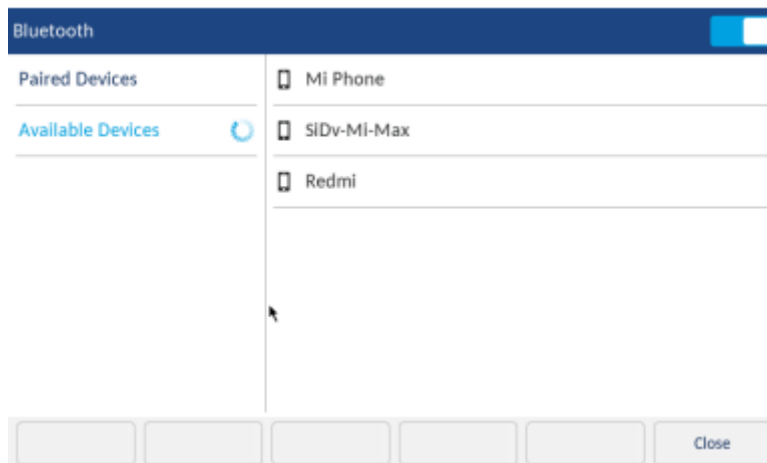 Bluetooth
Paired Devices
Available Devices
Mi Phone
SiDv-Mi-Max
Redmi
Close